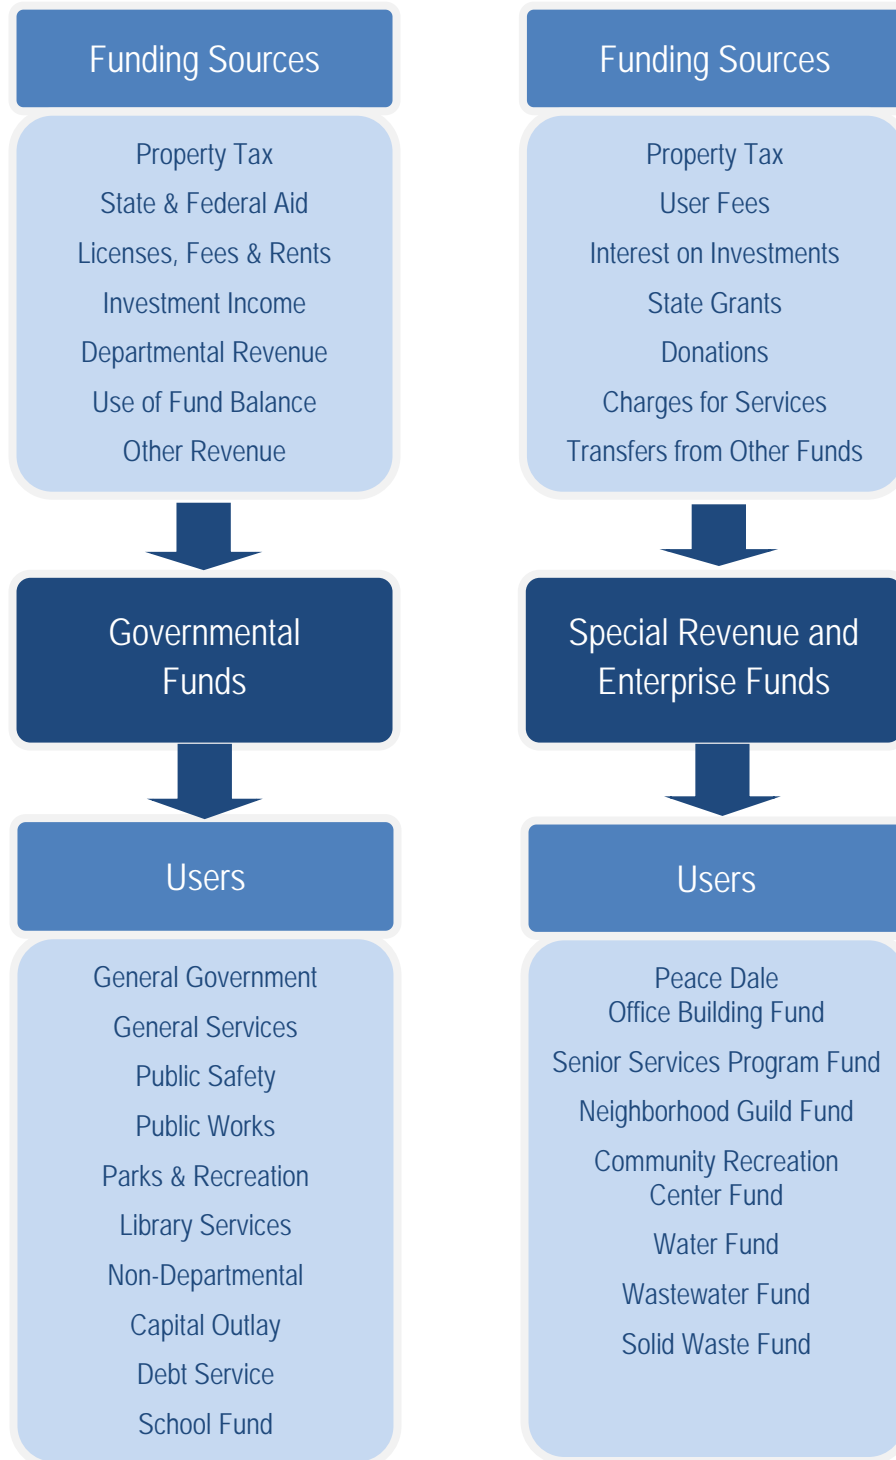 Funding Sources
Property Tax
State & Federal Aid
Licenses, Fees & Rents
Investment Income
Departmental Revenue
Use of Fund Balance
Other Revenue
Governmental
Funds
Users
General Government
General Services
Public Safety
Public Works
Parks & Recreation
Library Services
Non-Departmental
Capital Outlay
Debt Service
School Fund
Funding Sources
Property Tax
User Fees
Interest on Investments
State Grants
Donations
Charges for Services
Transfers from Other Funds
Special Revenue and
Enterprise Funds
Users
Peace Dale
Office Building Fund
Senior Services Program Fund
Neighborhood Guild Fund
Community Recreation
Center Fund
Water Fund
Wastewater Fund
Solid Waste Fund